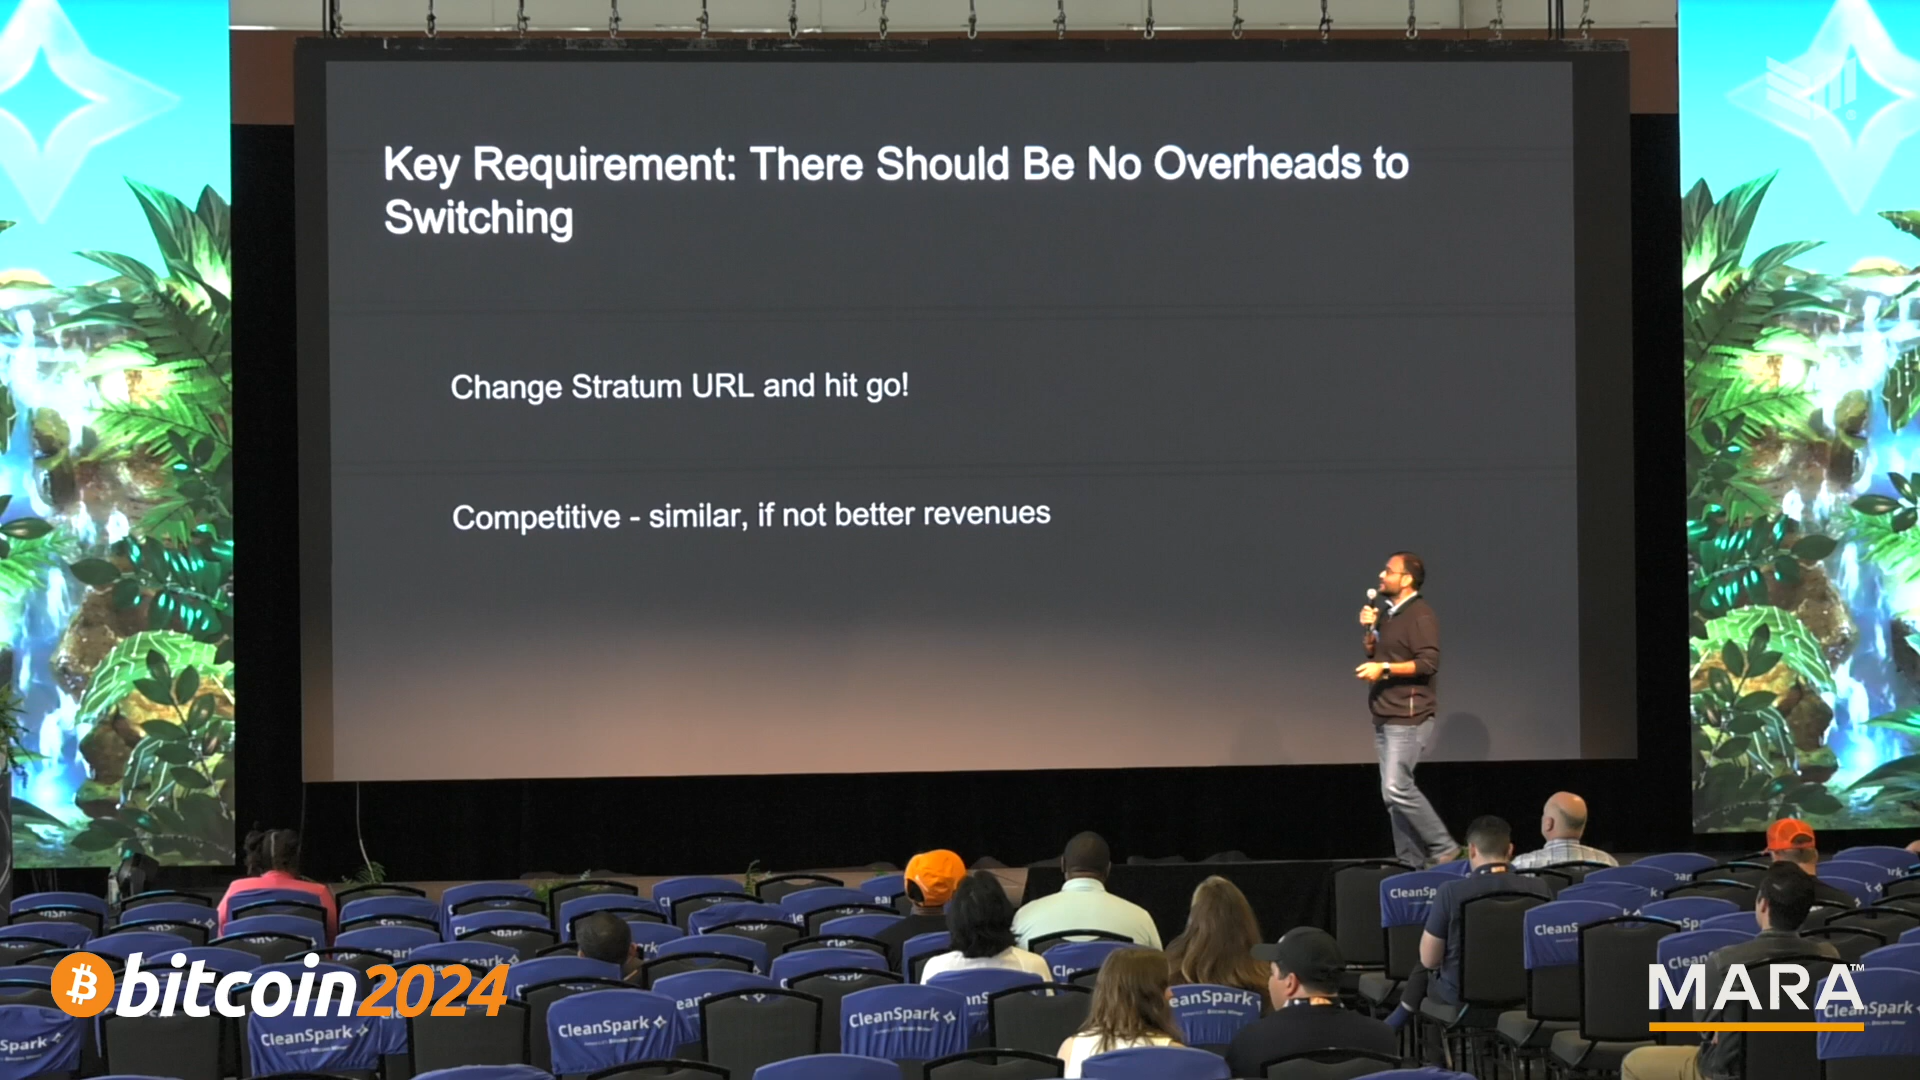 Key Requirement: There Should Be No Overheads to
Switching
Change Stratum URL and hit go!
Competitive - similar, if not better revenues
CleanSpark
CleanSpark
CleanSpark
CleanSpark
bitcoin2024
MARA™